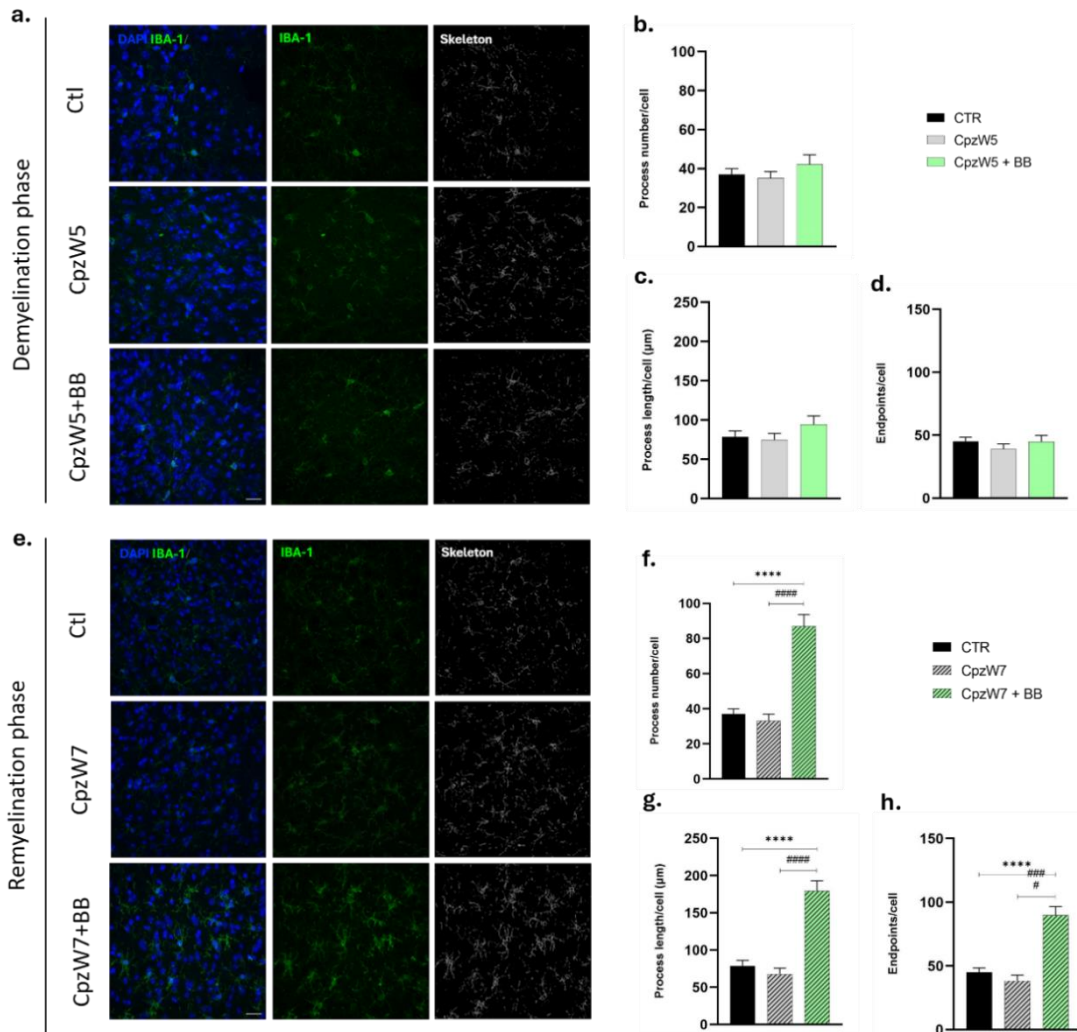 a.
Demyelination phase
Ctl
CpzW5
CpzW5+BB
DAPI IBA-1/
IBA-1
Skeleton
b.
Process number/cell
100
80
60
40
20
0
CTR
CpzW5
CpzW5 + BB
c.
Process length/cell (µm)
250
200
150
100
50
0
d.
Endpoints/cell
150
100
50
0
e.
Remyelination phase
Ctl
CpzW7
CpzW7+BB
DAPI IBA-1/
IBA-1
Skeleton
f.
****
####
Process number/cell
100
80
60
40
20
0
CTR
CpzW7
CpzW7 + BB
g.
****
####
Process length/cell (µm)
250
200
150
100
50
0
h.
****
###
#
Endpoints/cell
150
100
50
0